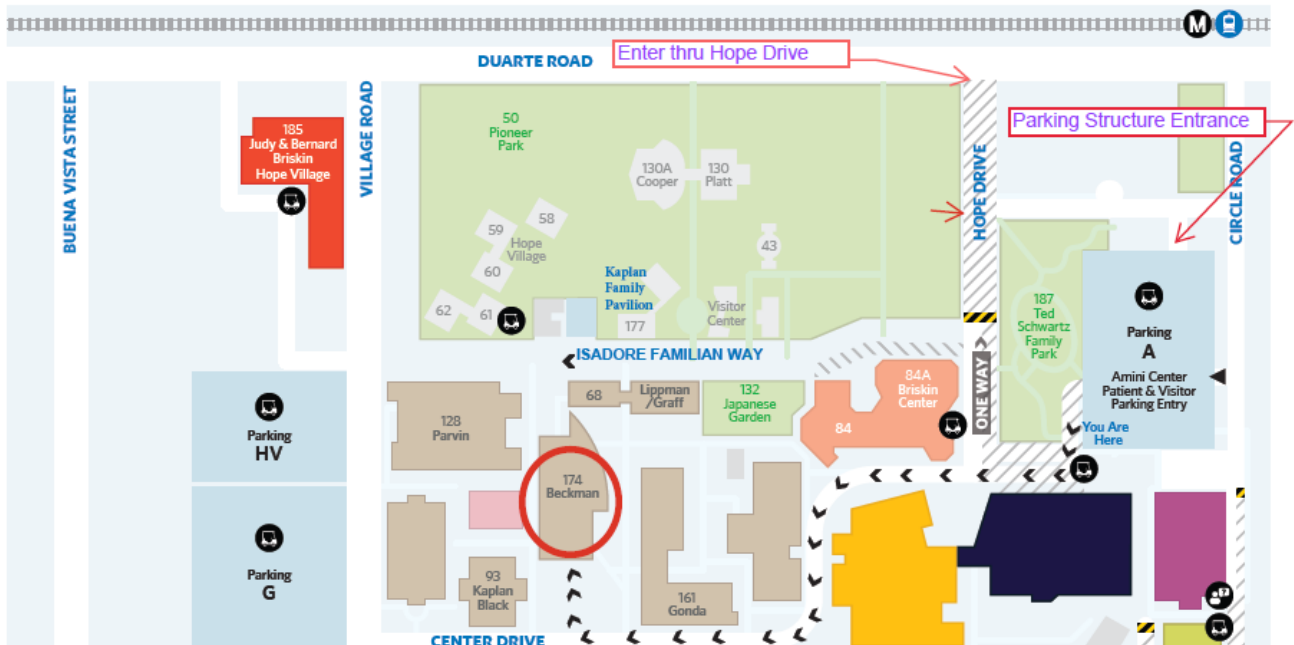 M
DUARTE ROAD
Enter thru Hope Drive
BUENA VISTA STREET
185
Judy & Bernard
Briskin
Hope Village
VILLAGE ROAD
50
Pioneer
Park
130A
Cooper
130
Platt
Parking Structure Entrance
HOPE DRIVE
CIRCLE ROAD
58
59
Hope
Village
60
62
61
43
Kaplan
Family
Pavilion
177
Visitor
Center
187
Ted
Schwartz
Family
Park
Parking
A
Amini Center
Patient & Visitor
Parking Entry
You Are
Here
ONE WAY
ISADORE FAMILIAN WAY
68
Lippman
/Graff
132
Japanese
Garden
84A
Briskin
Center
84
128
Parvin
Parking
HV
174
Beckman
Parking
G
93
Kaplan
Black
161
Gonda
?
CENTER DRIVE